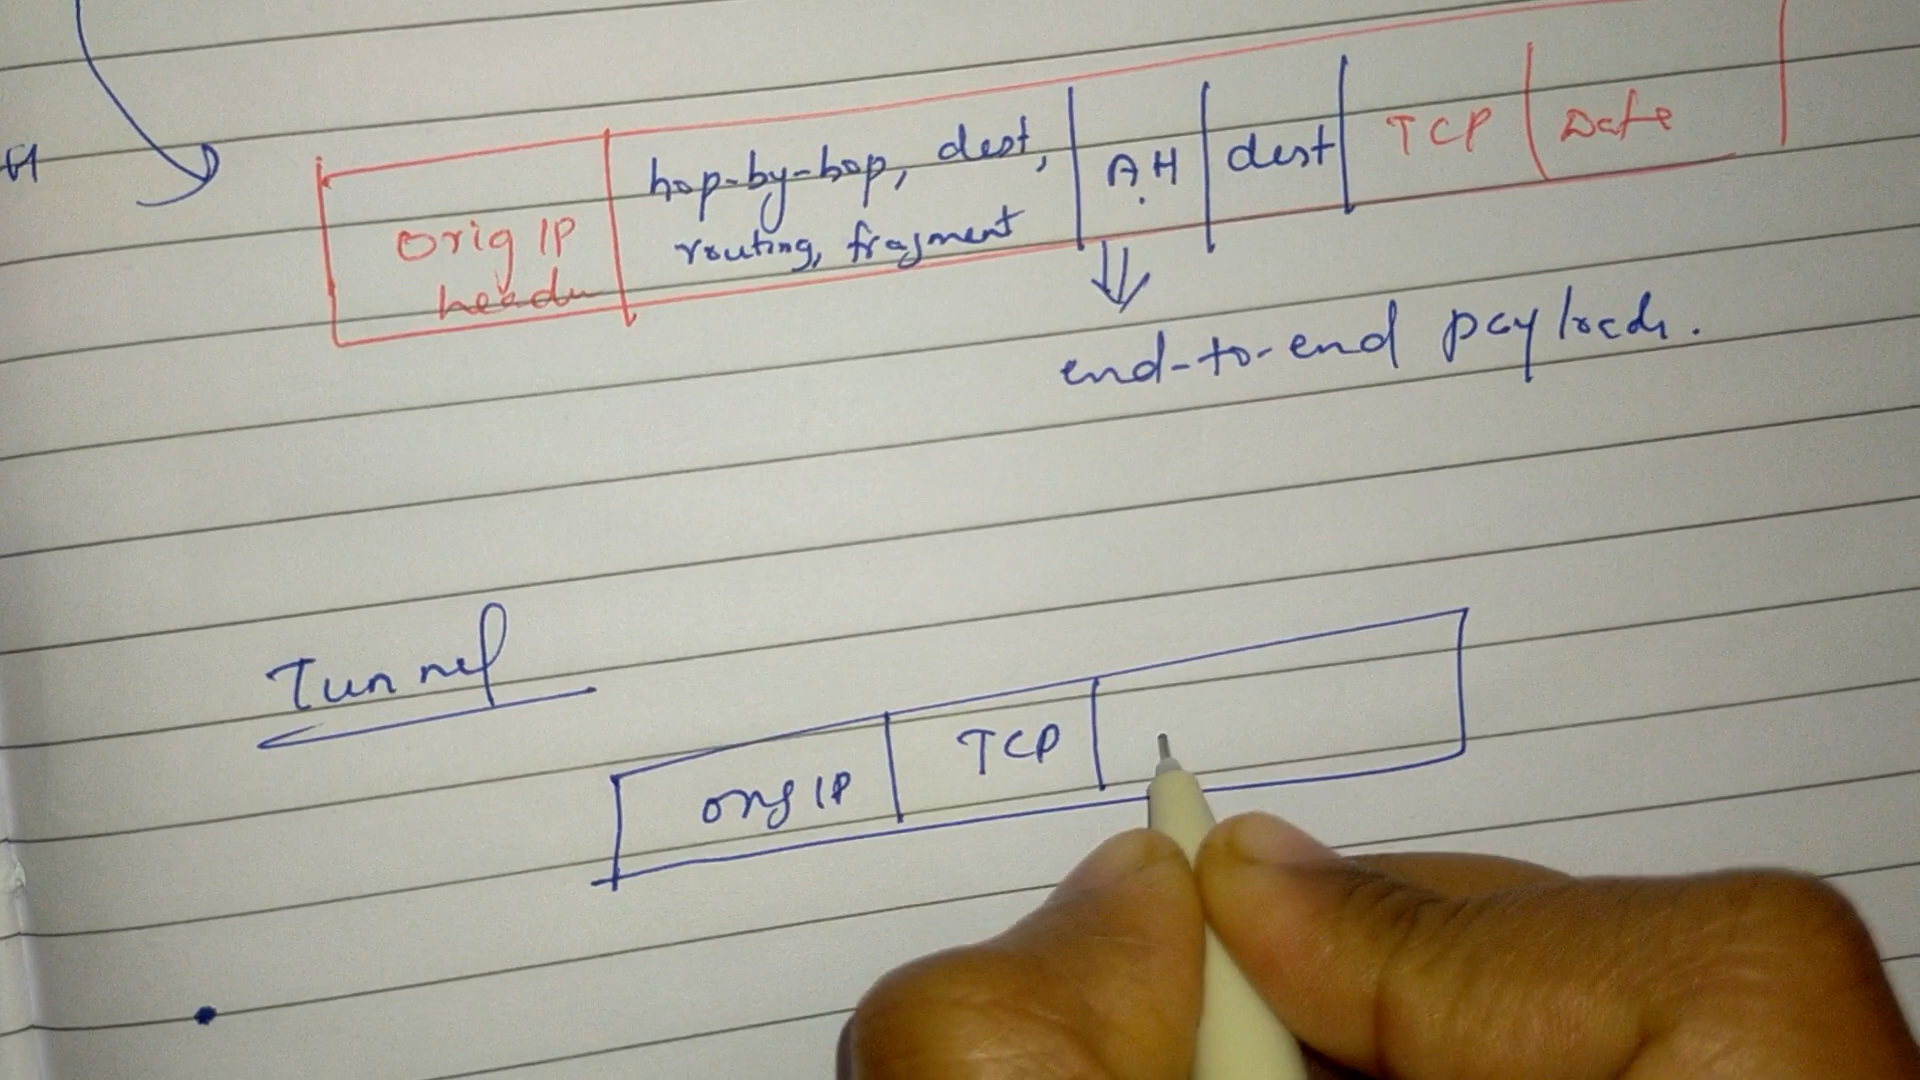 orig IP header
hop-by-hop, dest,
routing, fragment
AH
dest
TCP
Data
end-to-end payload.
Tunnel
orig IP
TCP